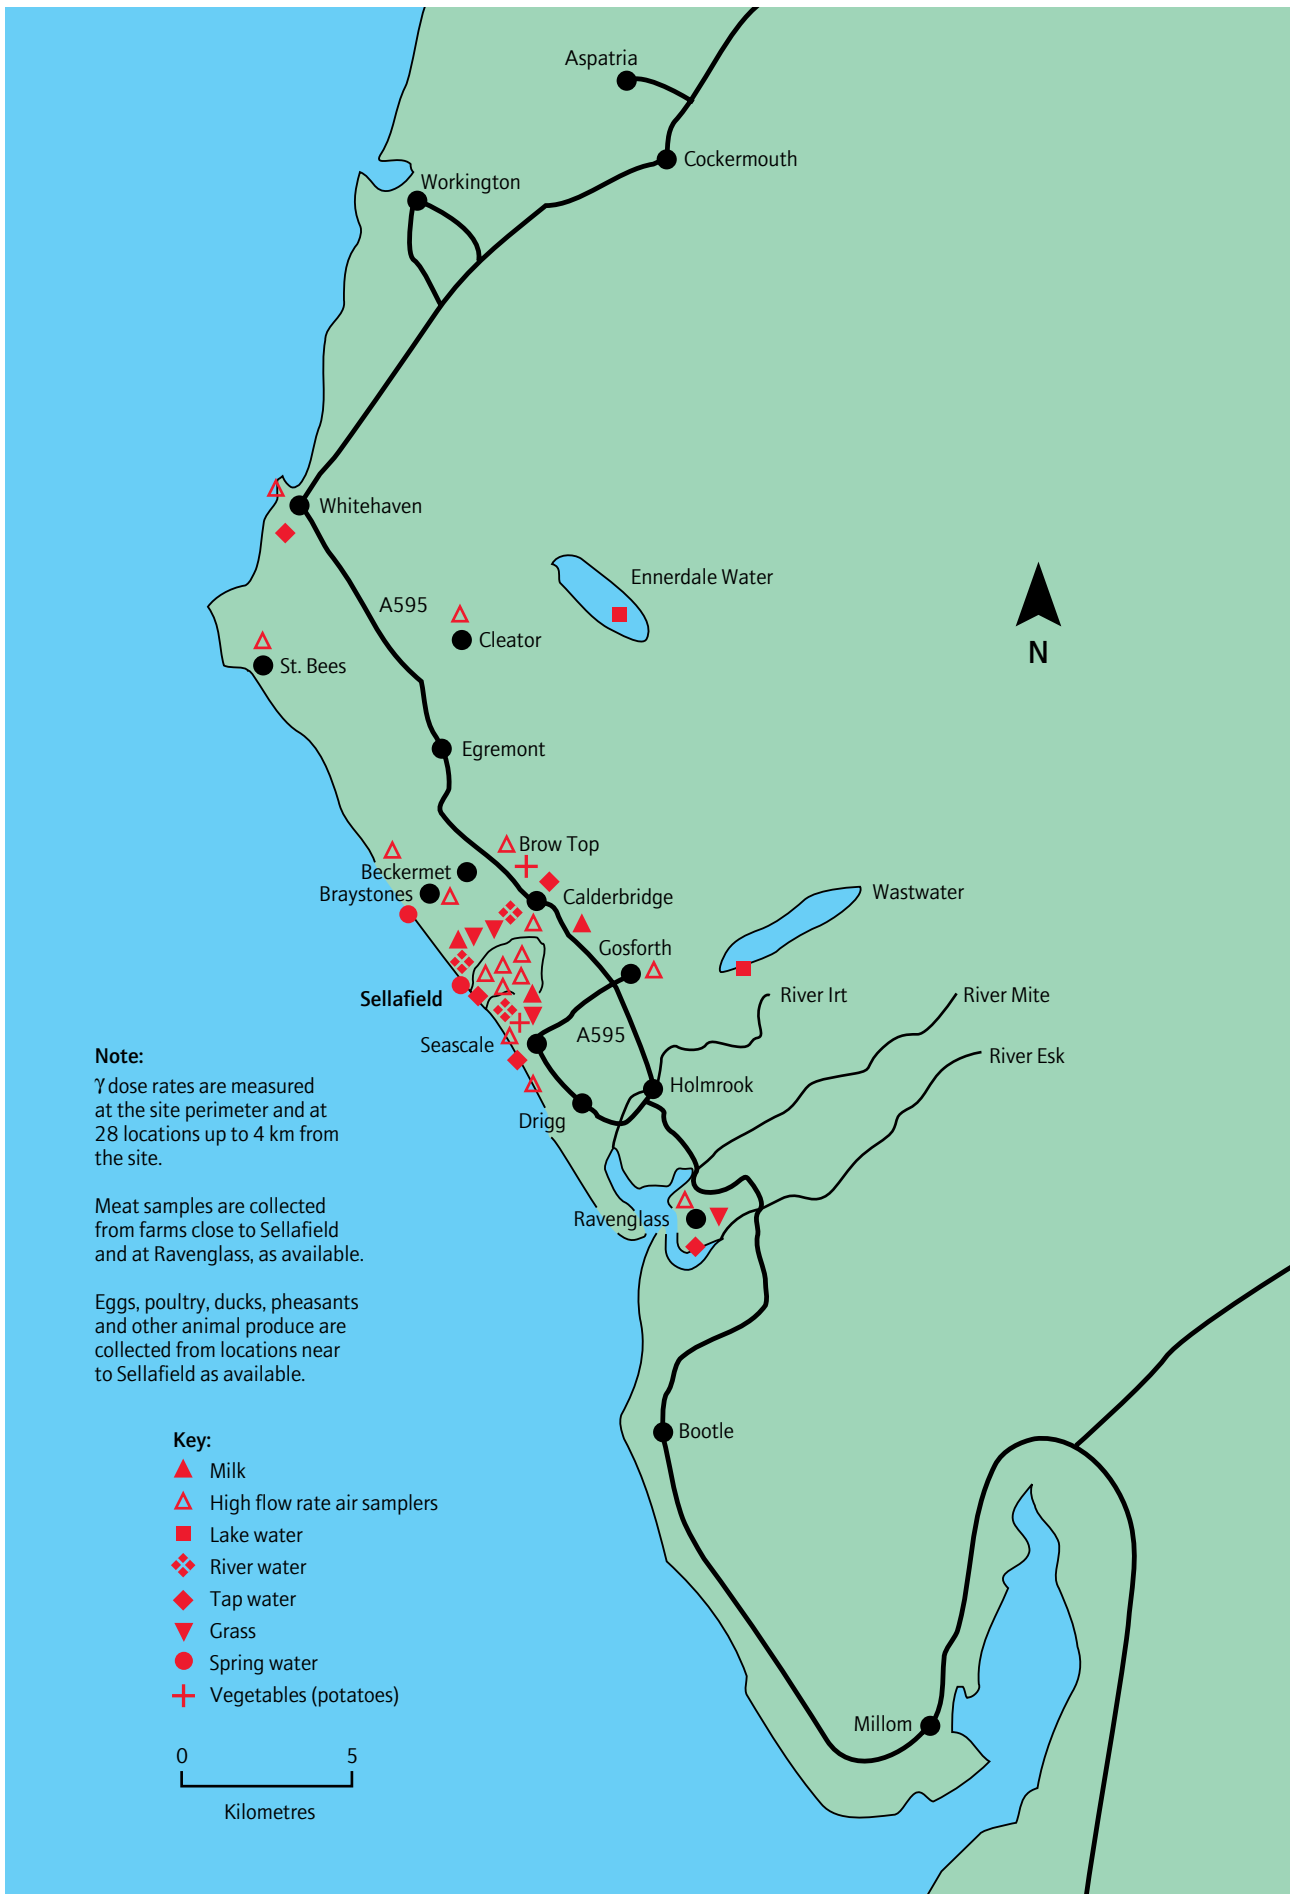 Aspatria
Cockermouth
Workington
Whitehaven
Ennerdale Water
A595
Cleator
N
St. Bees
Egremont
Brow Top
Beckermet
Braystones
Calderbridge
Wastwater
Gosforth
Sellafield
River Irt
River Mite
A595
Seascale
River Esk
Holmrook
Drigg
Ravenglass
Note:
γ dose rates are measured
at the site perimeter and at
28 locations up to 4 km from
the site.
Meat samples are collected
from farms close to Sellafield
and at Ravenglass, as available.
Eggs, poultry, ducks, pheasants
and other animal produce are
collected from locations near
to Sellafield as available.
Bootle
Key:
Milk
High flow rate air samplers
Lake water
River water
Tap water
Grass
Spring water
Vegetables (potatoes)
Millom
0 5
Kilometres